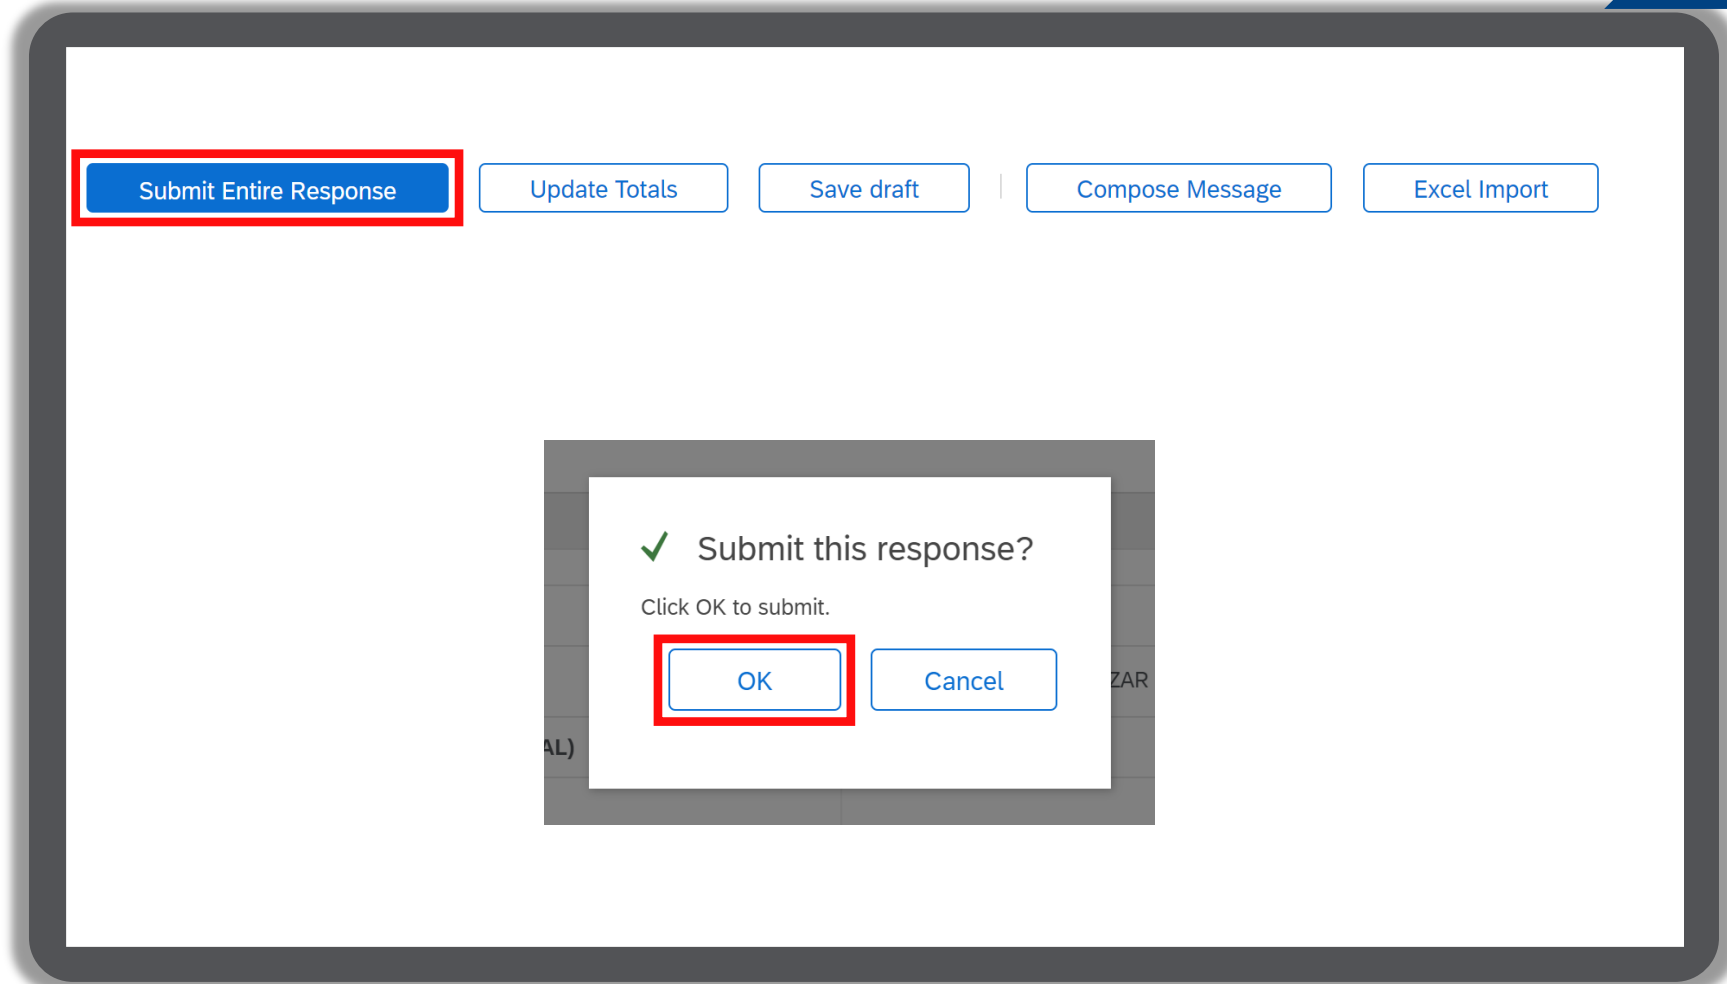 Submit Entire Response Update Totals Save draft Compose Message Excel Import
Submit this response?
Click OK to submit.
OK Cancel ZAR
AL)